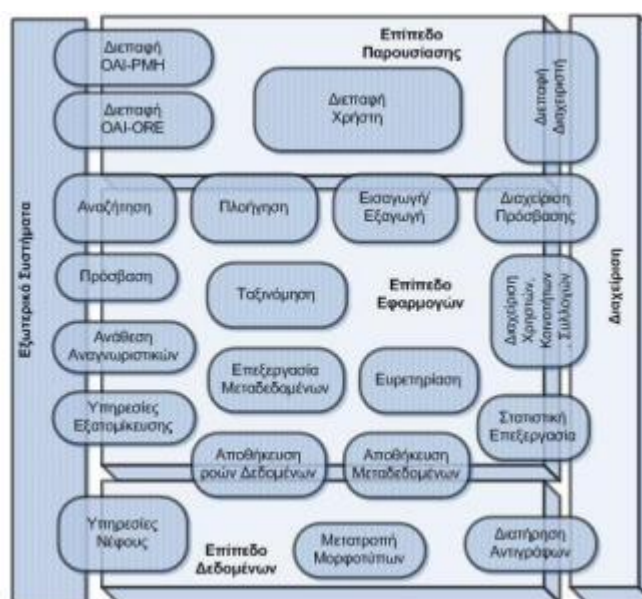 Διεπαφή
OAI-PMH
Επίπεδο
Παρουσίασης
Διεπαφή
Διαχειριστή
Διεπαφή
Χρήστη
Διεπαφή
OAI-ORE
Εξωτερικά Συστήματα
Διαχείριση
Αναζήτηση
Πλοήγηση
Εισαγωγή/
Εξαγωγή
Διαχείριση
Πρόσβασης
Πρόσβαση
Ταξινόμηση
Επίπεδο
Εφαρμογών
Διαχείριση
Χρηστών,
Κοινοτήτων
, Συλλογών
Ανάθεση
Αναγνωριστικών
Επεξεργασία
Μεταδεδομένων
Ευρετηρίαση
Υπηρεσίες
Εξατομίκευσης
Στατιστική
Επεξεργασία
Αποθήκευση
ροών Δεδομένων
Αποθήκευση
Μεταδεδομένων
Υπηρεσίες
Νέφους
Επίπεδο
Δεδομένων
Μετατροπή
Μορφοτύπων
Διατήρηση
Αντιγράφων